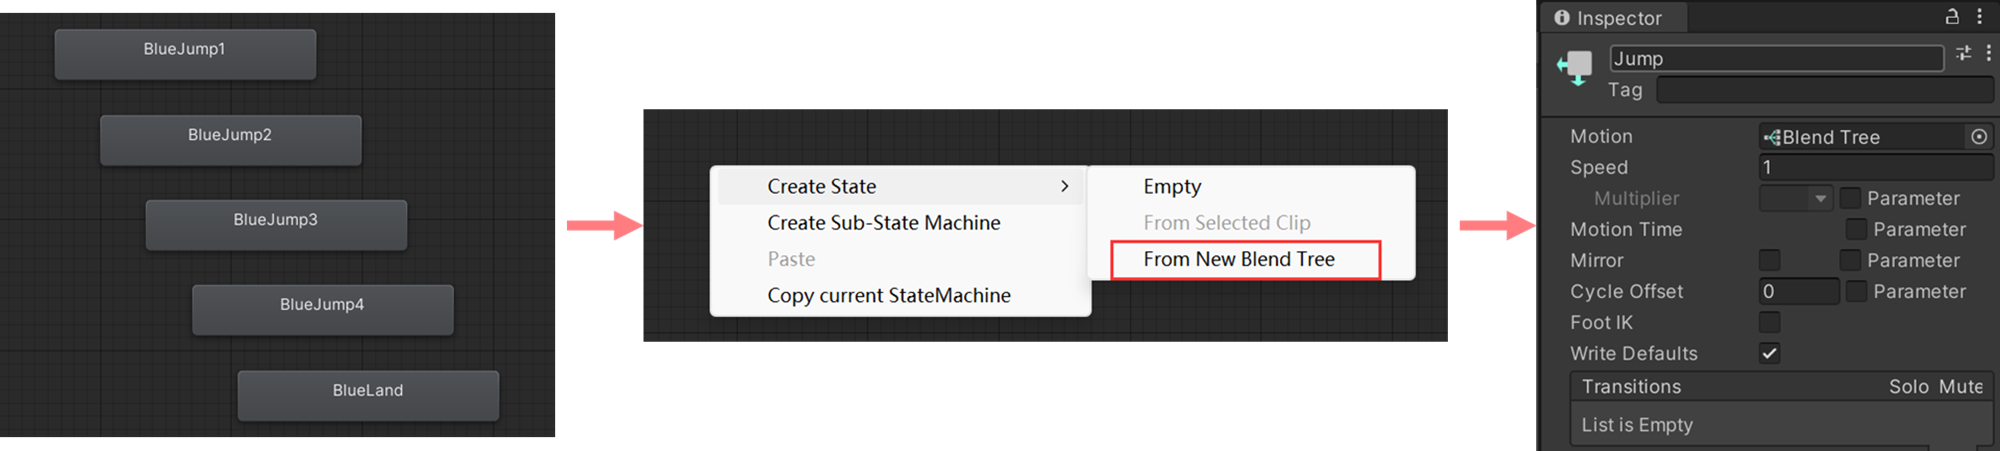 BlueJump1
BlueJump2
BlueJump3
BlueJump4
BlueLand
Create State
Create Sub-State Machine
Paste
Copy current StateMachine
Empty
From Selected Clip
From New Blend Tree
Inspector
Jump
Tag
Motion Blend Tree
Speed 1
Multiplier Parameter
Motion Time Parameter
Mirror Parameter
Cycle Offset 0 Parameter
Foot IK
Write Defaults
Transitions Solo Mute
List is Empty